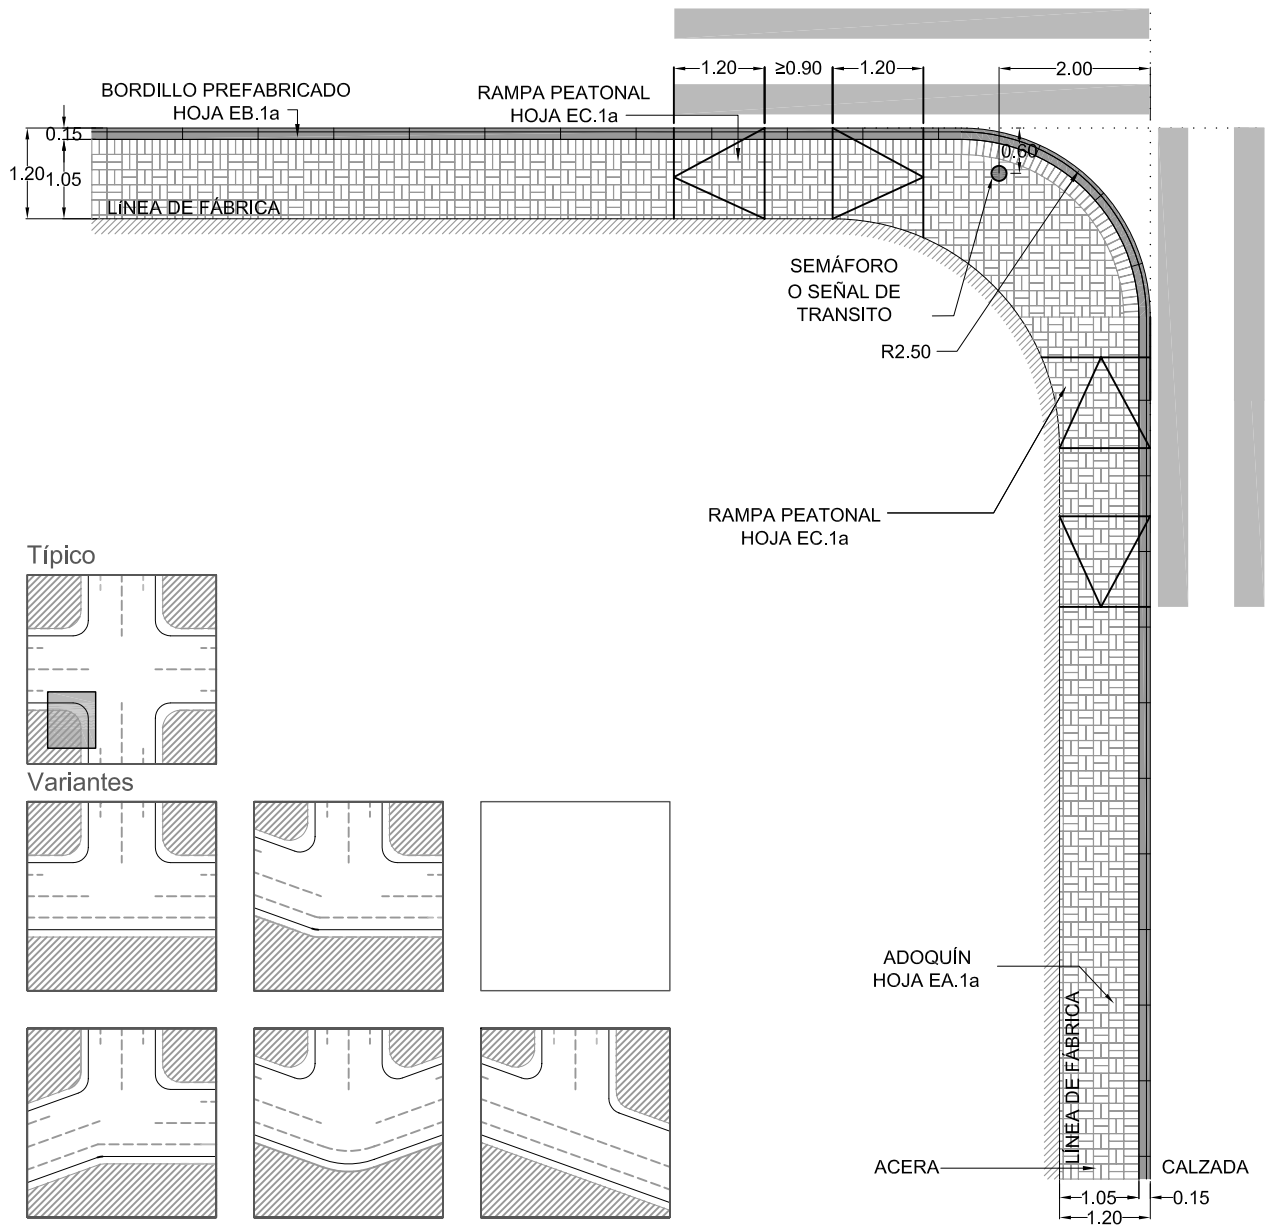 1.20
≥0.90
1.20
2.00
BORDILLO PREFABRICADO
HOJA EB.1a
RAMPA PEATONAL
HOJA EC.1a
0.15
1.20
1.05
0.60
LíNEA DE FÁBRICA
SEMÁFORO
O SEÑAL DE
TRANSITO
R2.50
RAMPA PEATONAL
HOJA EC.1a
Típico
Variantes
ADOQUÍN
HOJA EA.1a
LÍNEA DE FÁBRICA
ACERA
CALZADA
1.05
0.15
1.20